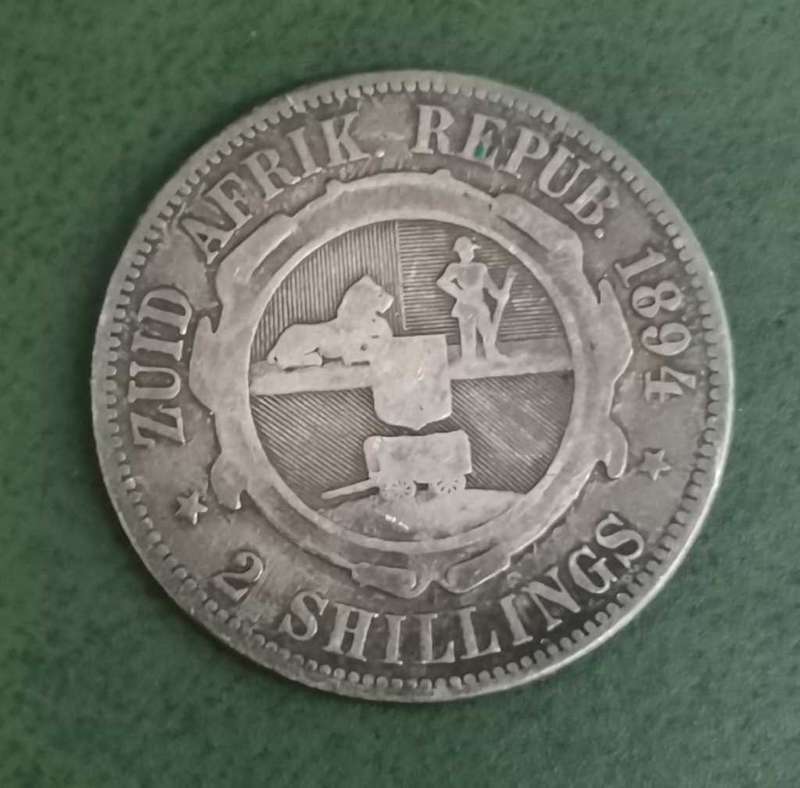 ZUID AFRIK. REPUB. 1894
2 SHILLINGS